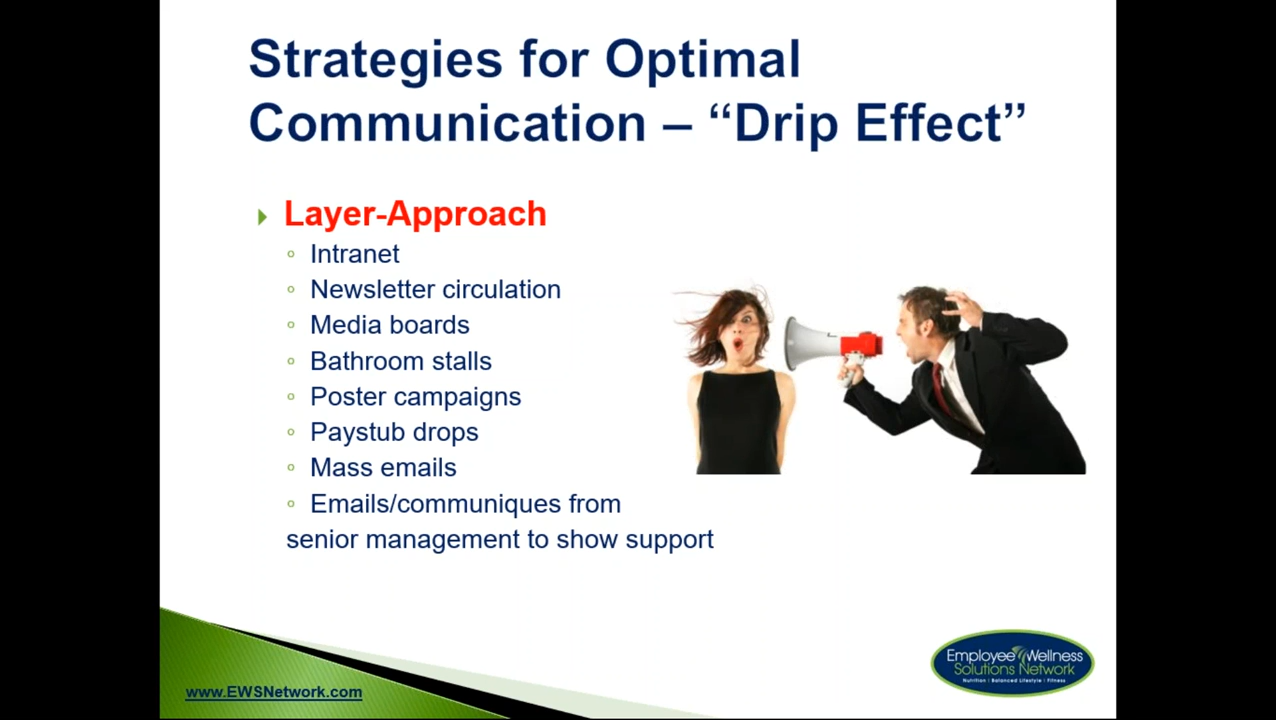 Strategies for Optimal
Communication – “Drip Effect”
Layer-Approach
Intranet
Newsletter circulation
Media boards
Bathroom stalls
Poster campaigns
Paystub drops
Mass emails
Emails/communiques from
senior management to show support
www.EWSNetwork.com
Employee Wellness
Solutions Network
Nutrition | Balanced Lifestyle | Fitness